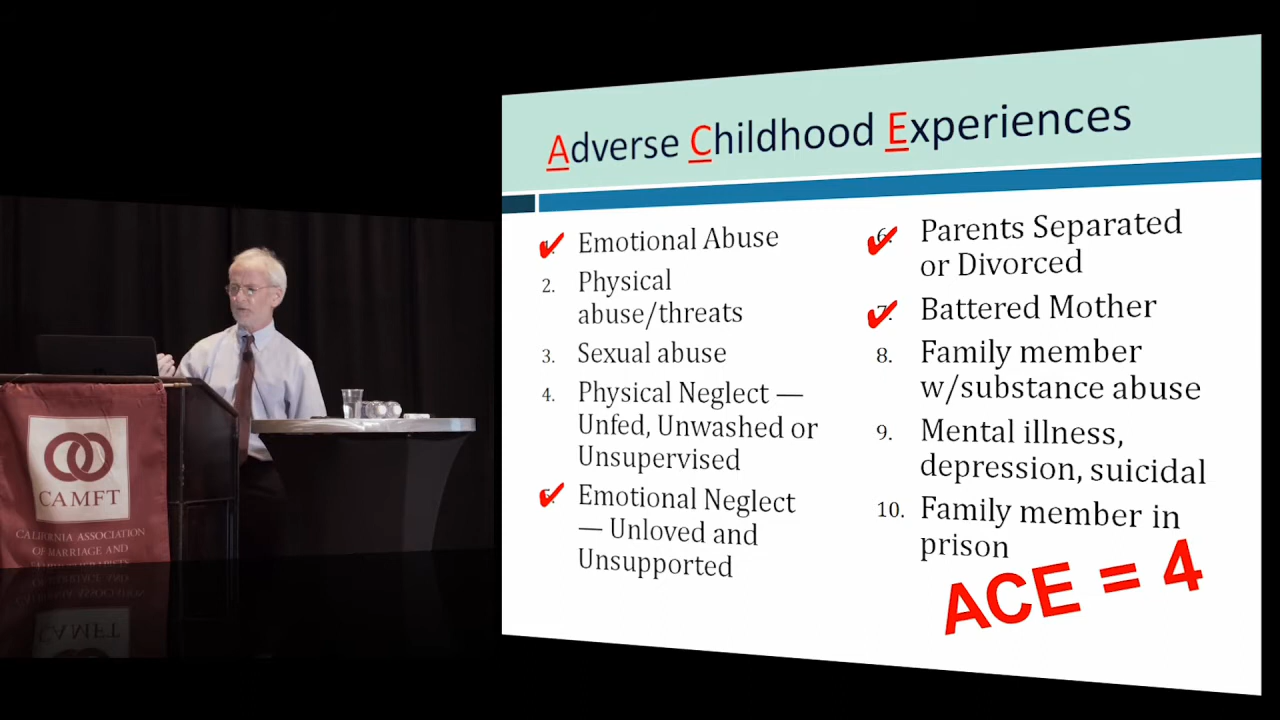 Adverse Childhood Experiences
Emotional Abuse
2. Physical
abuse/threats
3. Sexual abuse
4. Physical Neglect —
Unfed, Unwashed or
Unsupervised
Emotional Neglect
— Unloved and
Unsupported
6. Parents Separated
or Divorced
7. Battered Mother
8. Family member
w/substance abuse
9. Mental illness,
depression, suicidal
10. Family member in
prison
ACE = 4
CAMFT
CALIFORNIA ASSOCIATION
OF MARRIAGE AND